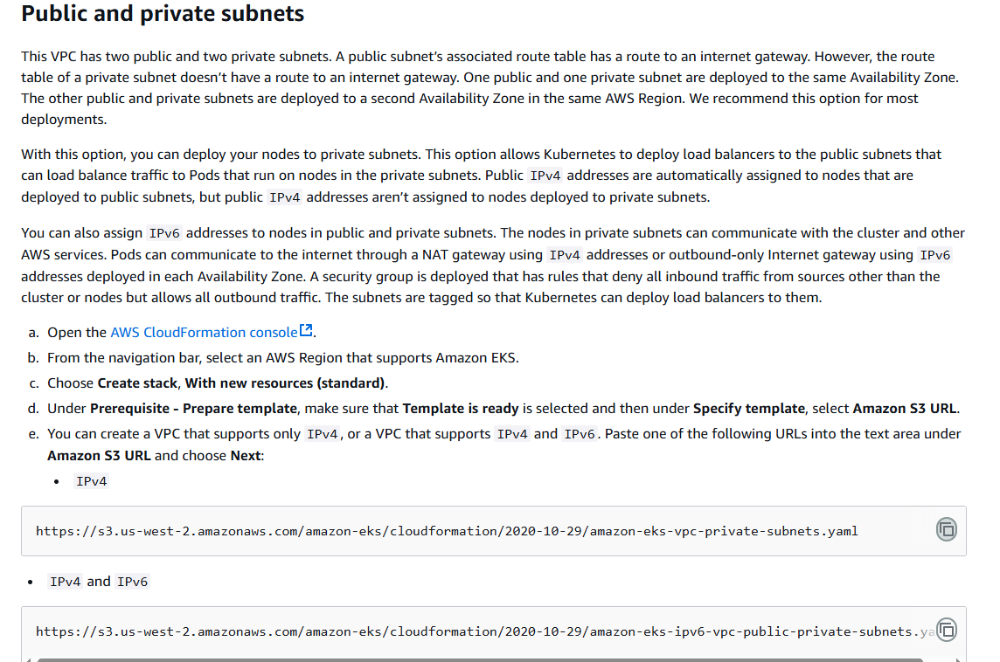 Public and private subnets
This VPC has two public and two private subnets. A public subnet’s associated route table has a route to an internet gateway. However, the route
table of a private subnet doesn’t have a route to an internet gateway. One public and one private subnet are deployed to the same Availability Zone.
The other public and private subnets are deployed to a second Availability Zone in the same AWS Region. We recommend this option for most
deployments.
With this option, you can deploy your nodes to private subnets. This option allows Kubernetes to deploy load balancers to the public subnets that
can load balance traffic to Pods that run on nodes in the private subnets. Public IPv4 addresses are automatically assigned to nodes that are
deployed to public subnets, but public IPv4 addresses aren’t assigned to nodes deployed to private subnets.
You can also assign IPv6 addresses to nodes in public and private subnets. The nodes in private subnets can communicate with the cluster and other
AWS services. Pods can communicate to the internet through a NAT gateway using IPv4 addresses or outbound-only Internet gateway using IPv6
addresses deployed in each Availability Zone. A security group is deployed that has rules that deny all inbound traffic from sources other than the
cluster or nodes but allows all outbound traffic. The subnets are tagged so that Kubernetes can deploy load balancers to them.
a. Open the AWS CloudFormation console.
b. From the navigation bar, select an AWS Region that supports Amazon EKS.
c. Choose Create stack, With new resources (standard).
d. Under Prerequisite - Prepare template, make sure that Template is ready is selected and then under Specify template, select Amazon S3 URL.
e. You can create a VPC that supports only IPv4, or a VPC that supports IPv4 and IPv6. Paste one of the following URLs into the text area under
Amazon S3 URL and choose Next:
• IPv4
https://s3.us-west-2.amazonaws.com/amazon-eks/cloudformation/2020-10-29/amazon-eks-vpc-private-subnets.yaml
• IPv4 and IPv6
https://s3.us-west-2.amazonaws.com/amazon-eks/cloudformation/2020-10-29/amazon-eks-ipv6-vpc-public-private-subnets.ya